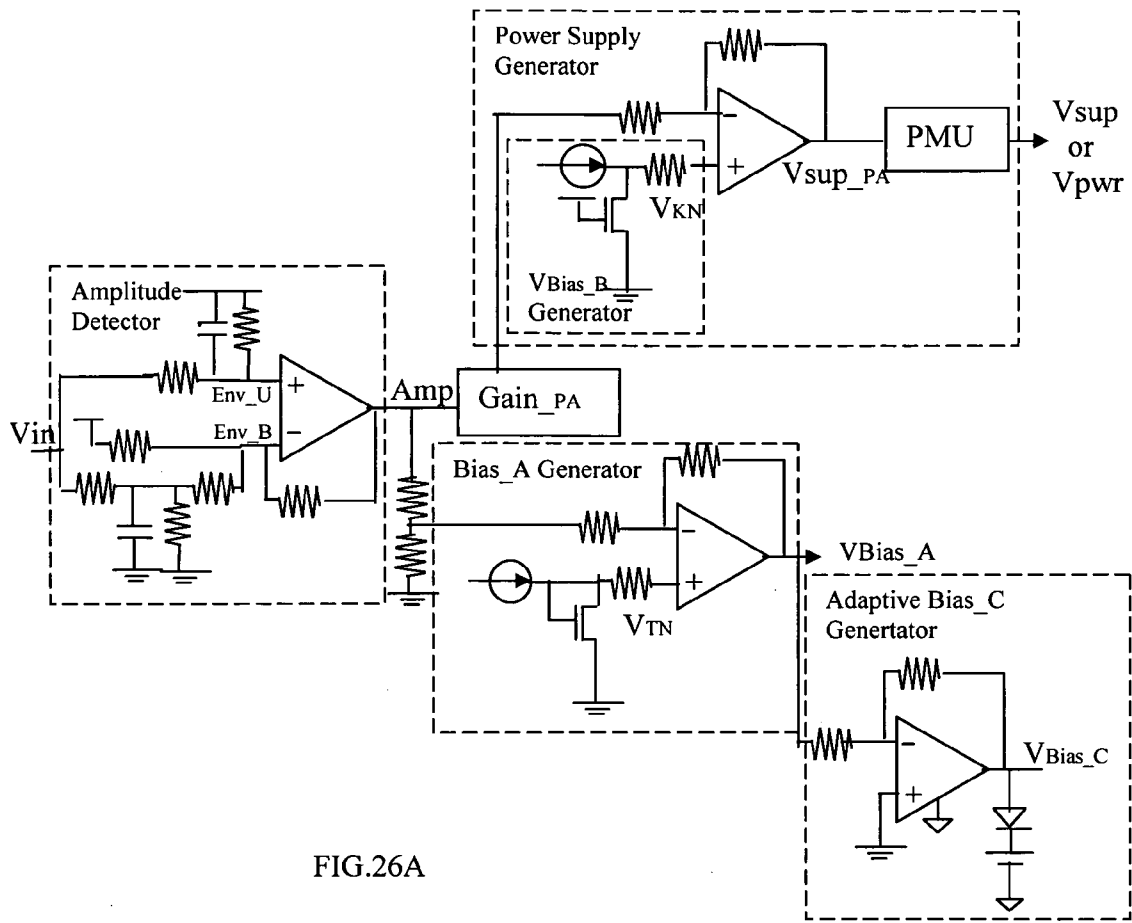 Power Supply
Generator
PMU
Vsup
or
Vpwr
Vsup_PA
VKN
VBias_B
Generator
Amplitude
Detector
Env_U
Env_B
Vin
Amp
Gain_PA
Bias_A Generator
VTN
VBias_A
Adaptive Bias_C
Genertator
VBias_C
FIG.26A